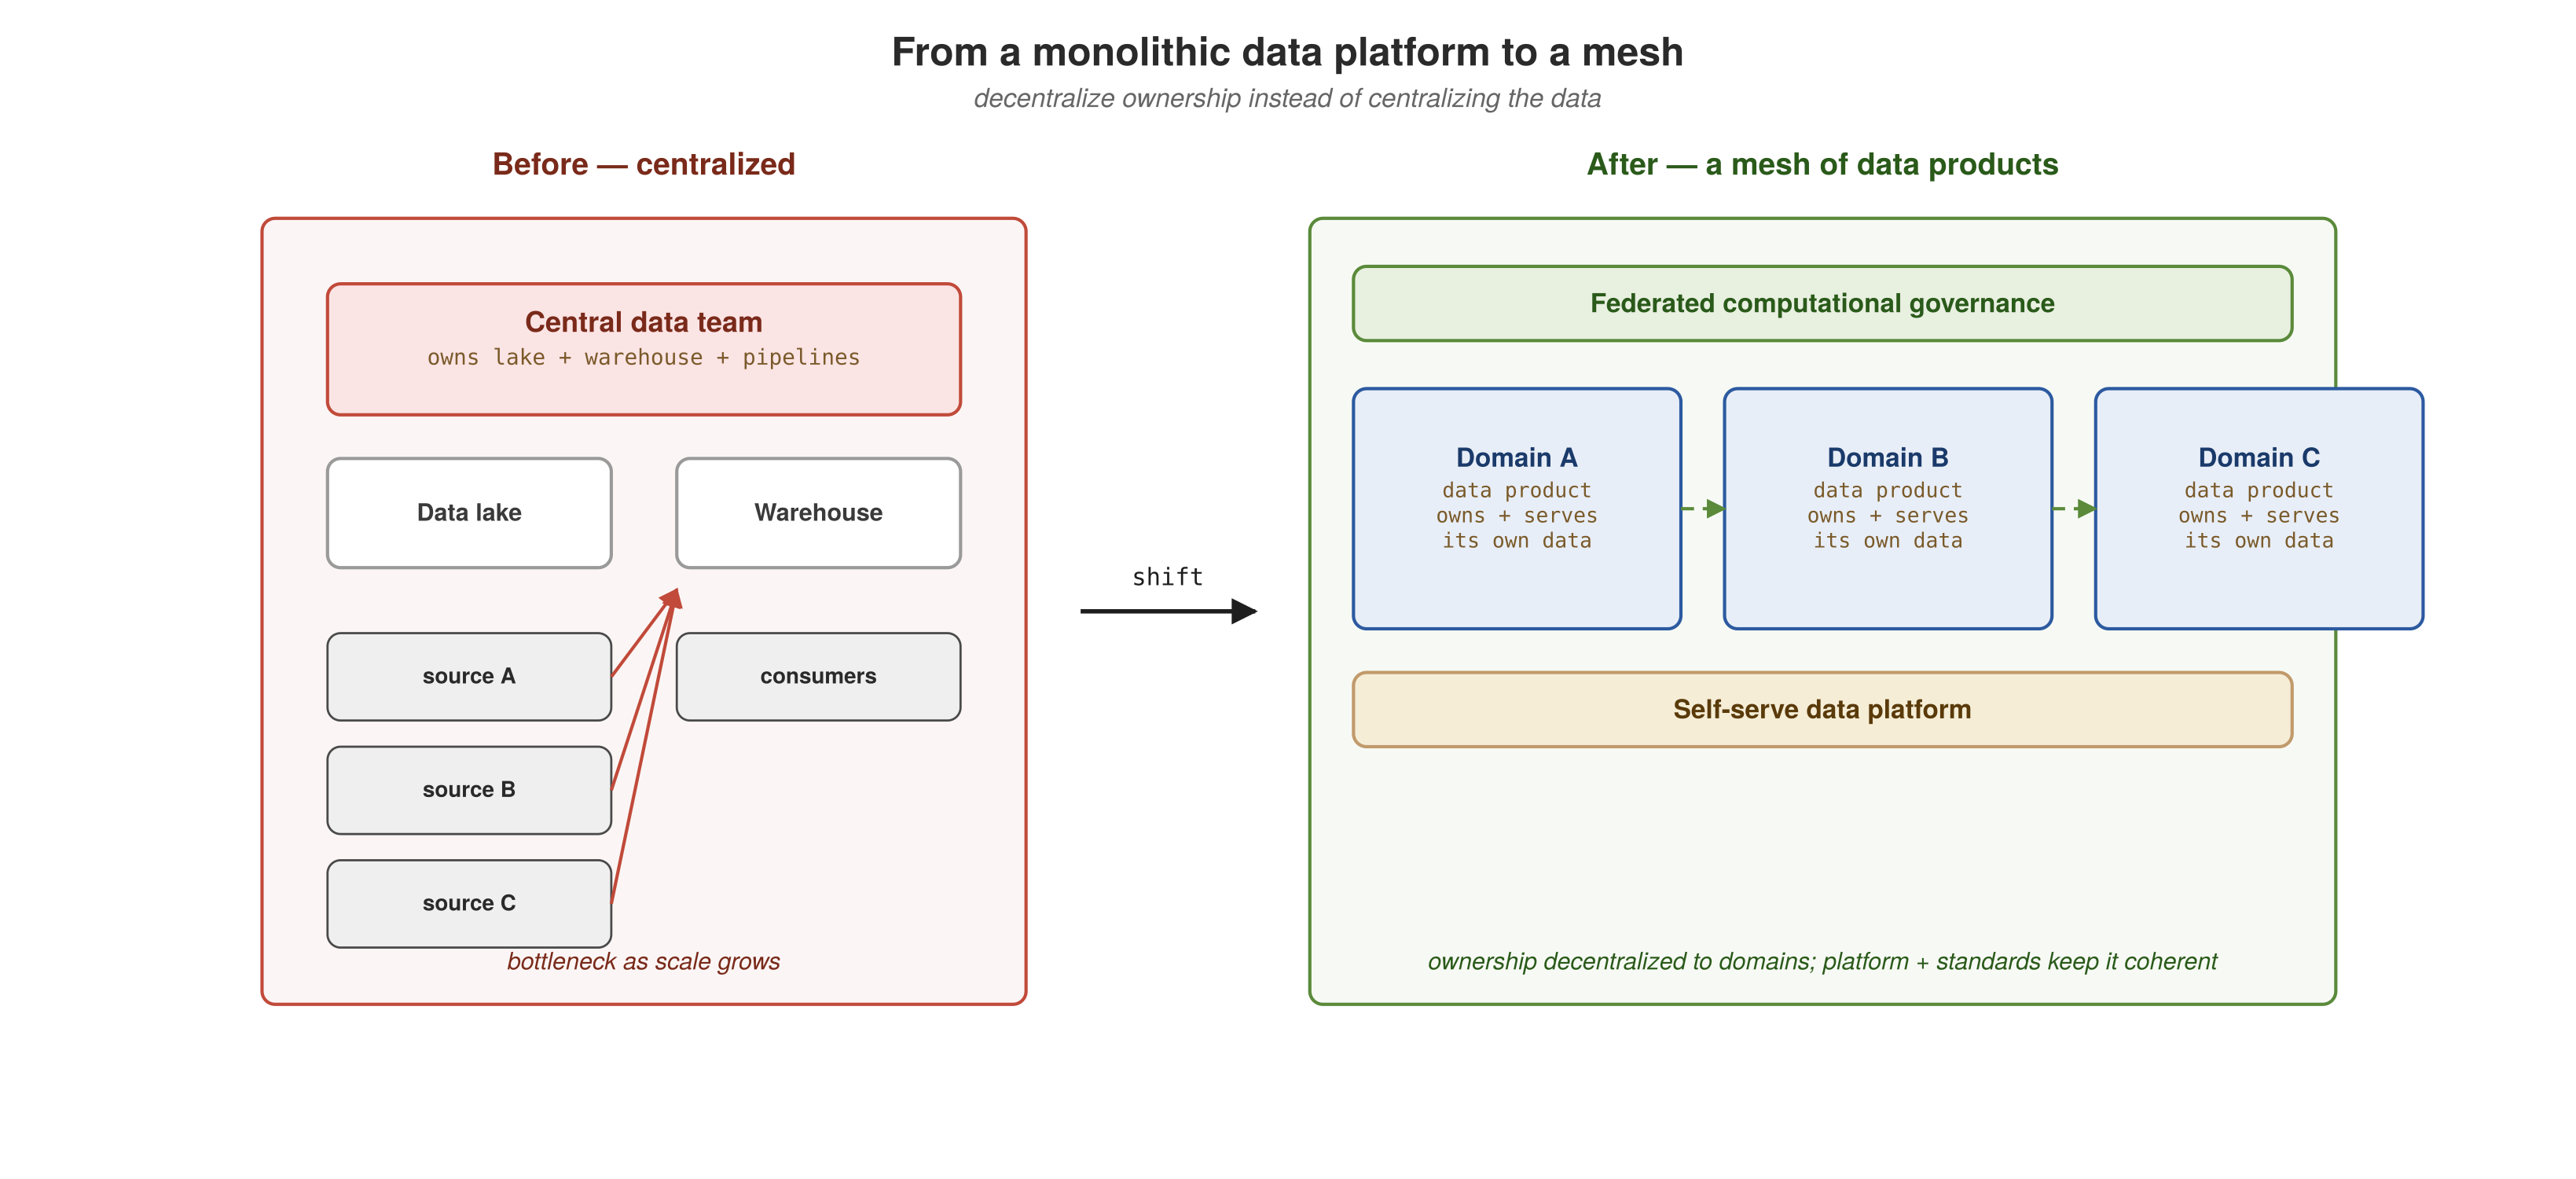 From a monolithic data platform to a mesh
decentralize ownership instead of centralizing the data
Before — centralized
Central data team
owns lake + warehouse + pipelines
Data lake
Warehouse
source A
consumers
source B
source C
bottleneck as scale grows
shift
After — a mesh of data products
Federated computational governance
Domain A
data product
owns + serves
its own data
Domain B
data product
owns + serves
its own data
Domain C
data product
owns + serves
its own data
Self-serve data platform
ownership decentralized to domains; platform + standards keep it coherent